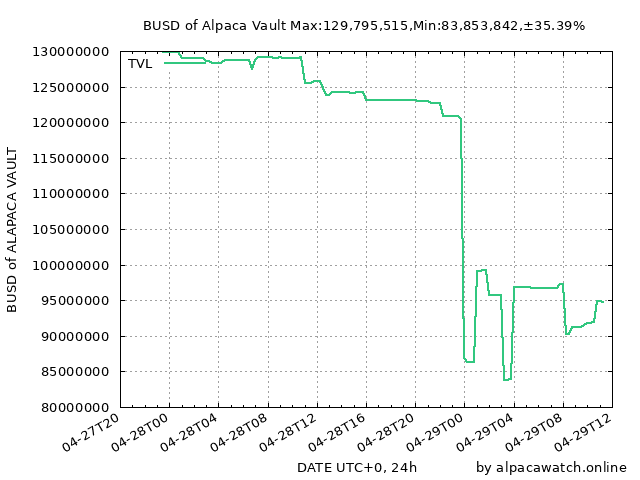 BUSD of Alpaca Vault Max:129,795,515,Min:83,853,842,±35.39%
130000000
TVL
125000000
120000000
115000000
110000000
105000000
100000000
95000000
90000000
85000000
80000000
BUSD of ALAPACA VAULT
04-27T20
04-28T00
04-28T04
04-28T08
04-28T12
04-28T16
04-28T20
04-29T00
04-29T04
04-29T08
04-29T12
DATE UTC+0, 24h
by alpacawatch.online